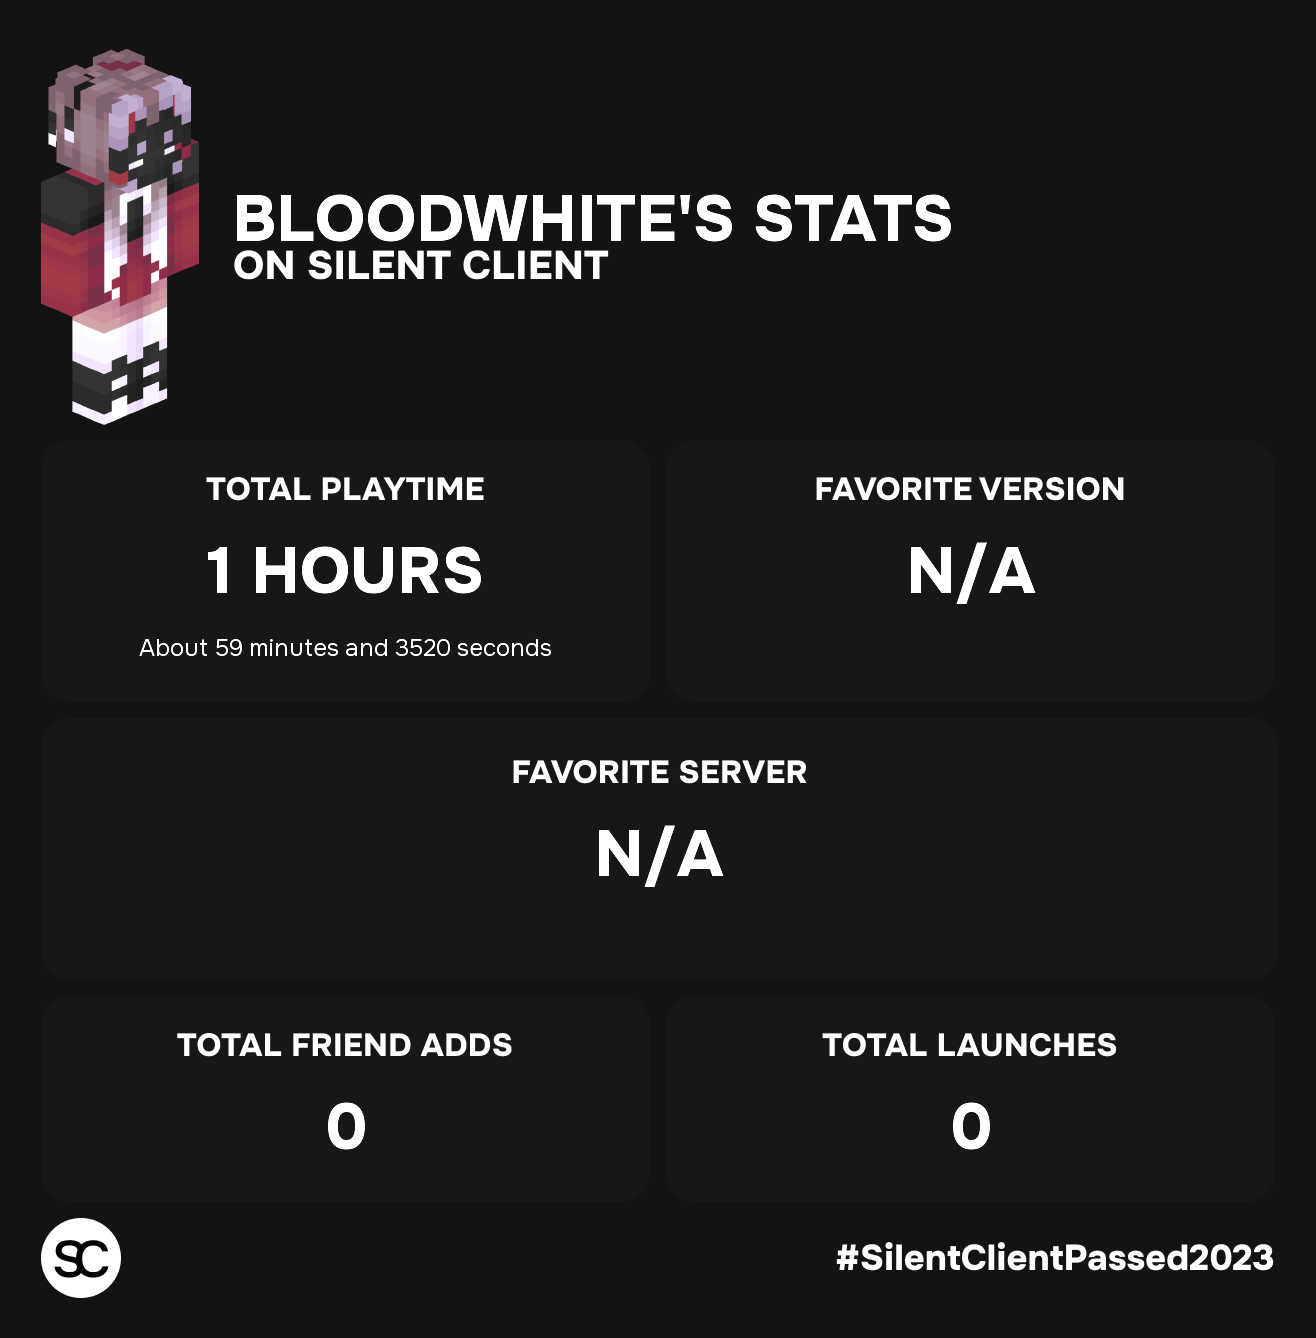 BLOODWHITE'S STATS
ON SILENT CLIENT
TOTAL PLAYTIME
1 HOURS
About 59 minutes and 3520 seconds
FAVORITE VERSION
N/A
FAVORITE SERVER
N/A
TOTAL FRIEND ADDS
0
TOTAL LAUNCHES
0
SC
#SilentClientPassed2023